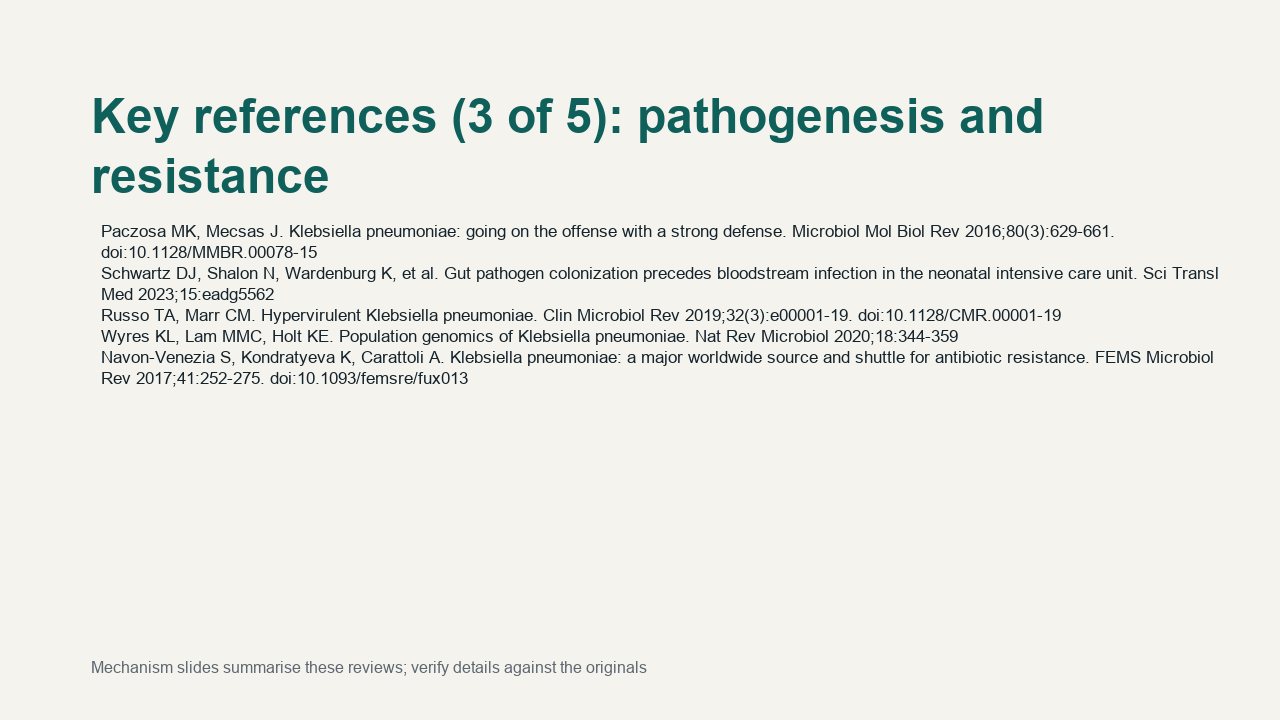 Key references (3 of 5): pathogenesis and
resistance
Paczosa MK, Mecsas J. Klebsiella pneumoniae: going on the offense with a strong defense. Microbiol Mol Biol Rev 2016;80(3):629-661.
doi:10.1128/MMBR.00078-15
Schwartz DJ, Shalon N, Wardenburg K, et al. Gut pathogen colonization precedes bloodstream infection in the neonatal intensive care unit. Sci Transl
Med 2023;15:eadg5562
Russo TA, Marr CM. Hypervirulent Klebsiella pneumoniae. Clin Microbiol Rev 2019;32(3):e00001-19. doi:10.1128/CMR.00001-19
Wyres KL, Lam MMC, Holt KE. Population genomics of Klebsiella pneumoniae. Nat Rev Microbiol 2020;18:344-359
Navon-Venezia S, Kondratyeva K, Carattoli A. Klebsiella pneumoniae: a major worldwide source and shuttle for antibiotic resistance. FEMS Microbiol
Rev 2017;41:252-275. doi:10.1093/femsre/fux013
Mechanism slides summarise these reviews; verify details against the originals